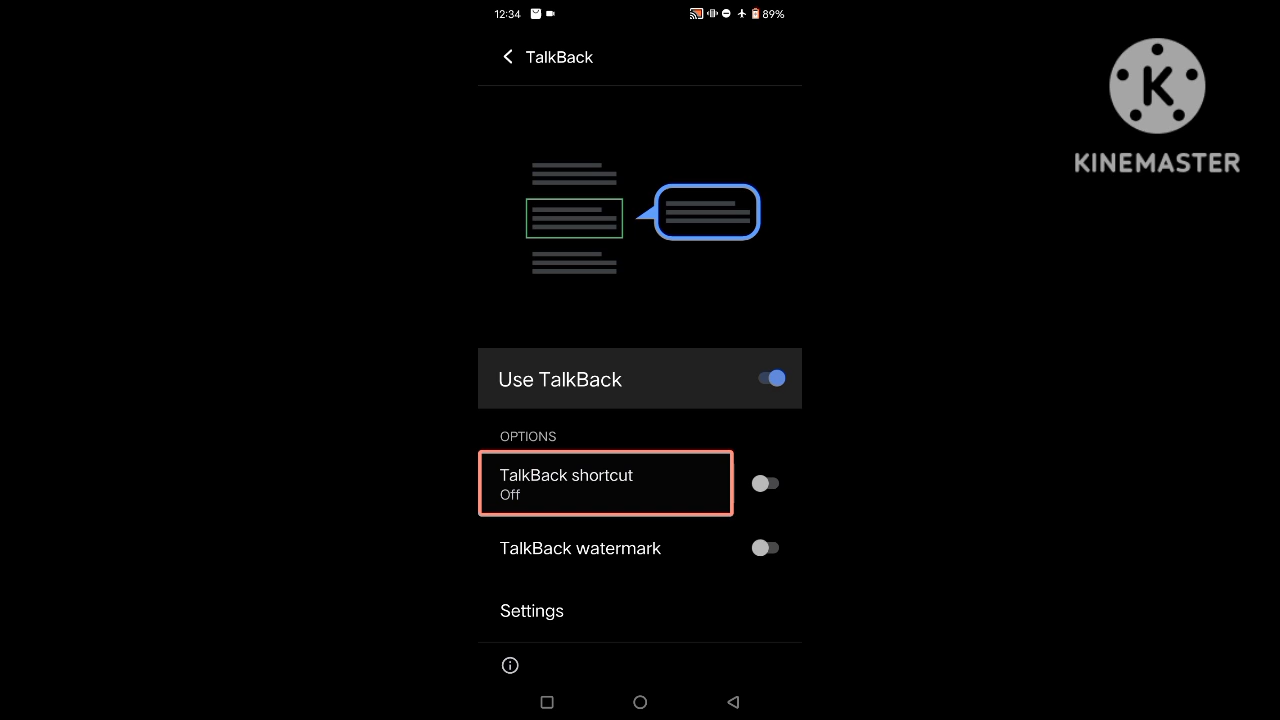 12:34
89%
TalkBack
KINEMASTER
Use TalkBack
OPTIONS
TalkBack shortcut
Off
TalkBack watermark
Settings